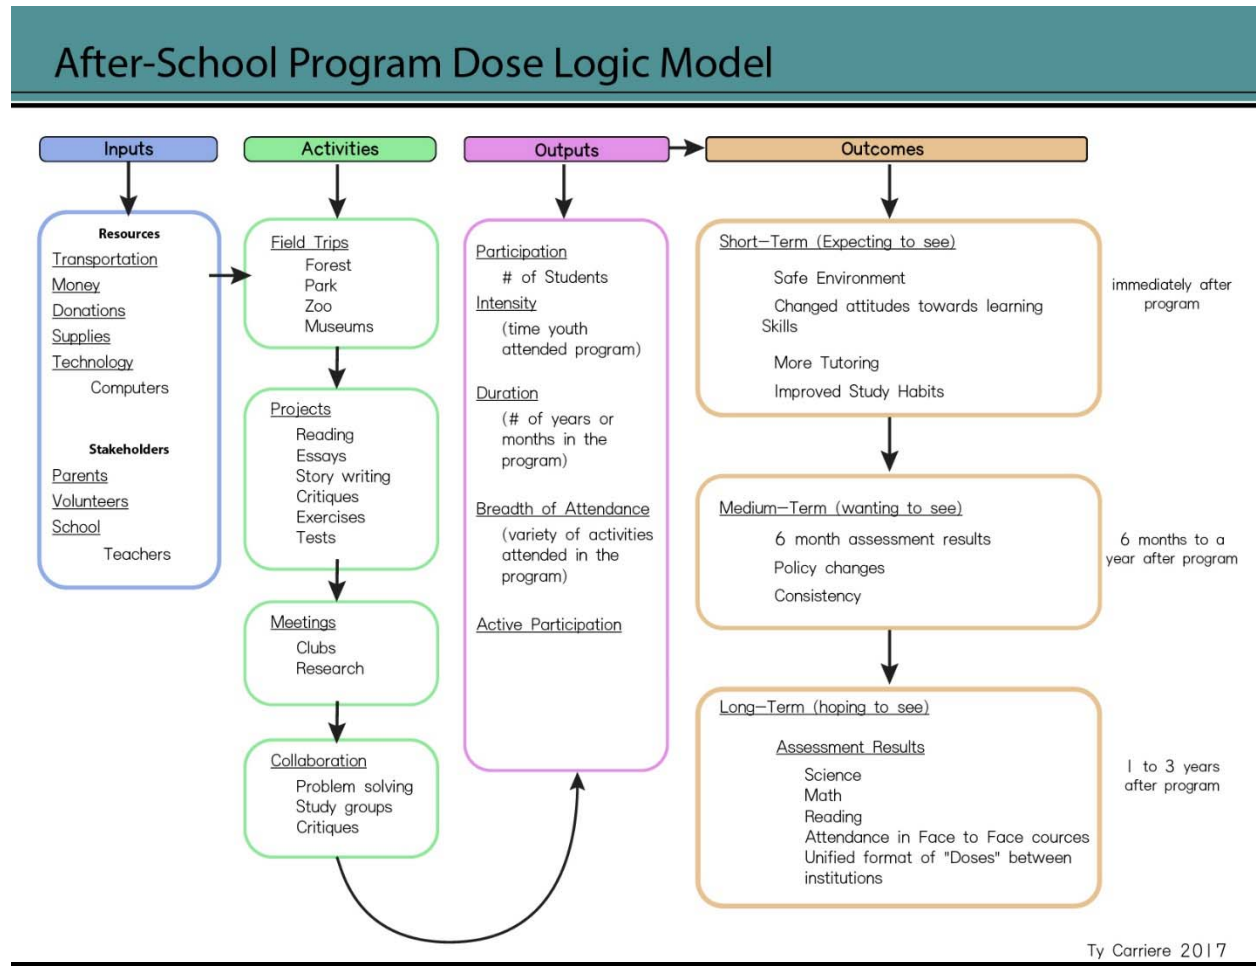 After-School Program Dose Logic Model
Inputs
Resources
Transportation
Money
Donations
Supplies
Technology
Computers
Stakeholders
Parents
Volunteers
School
Teachers
Activities
Field Trips
Forest
Park
Zoo
Museums
Projects
Reading
Essays
Story writing
Critiques
Exercises
Tests
Meetings
Clubs
Research
Collaboration
Problem solving
Study groups
Critiques
Outputs
Participation
# of Students
Intensity
(time youth
attended program)
Duration
(# of years or
months in the
program)
Breadth of Attendance
(variety of activities
attended in the
program)
Active Participation
Outcomes
Short-Term (Expecting to see)
Safe Environment
Changed attitudes towards learning
Skills
More Tutoring
Improved Study Habits
immediately after
program
Medium-Term (wanting to see)
6 month assessment results
Policy changes
Consistency
6 months to a
year after program
Long-Term (hoping to see)
Assessment Results
Science
Math
Reading
Attendance in Face to Face cources
Unified format of "Doses" between
institutions
1 to 3 years
after program
Ty Carriere 2017